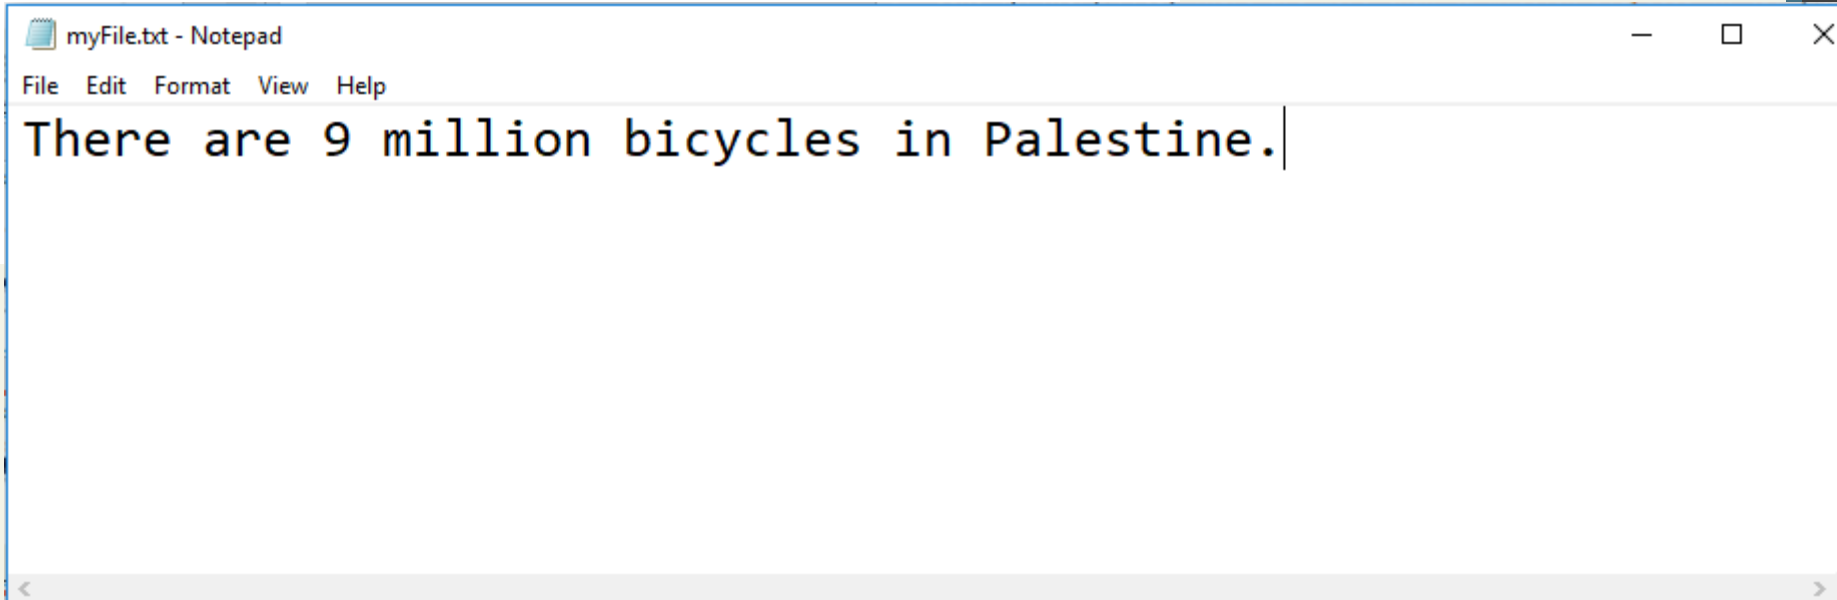 myFile.txt - Notepad
File Edit Format View Help
There are 9 million bicycles in Palestine.